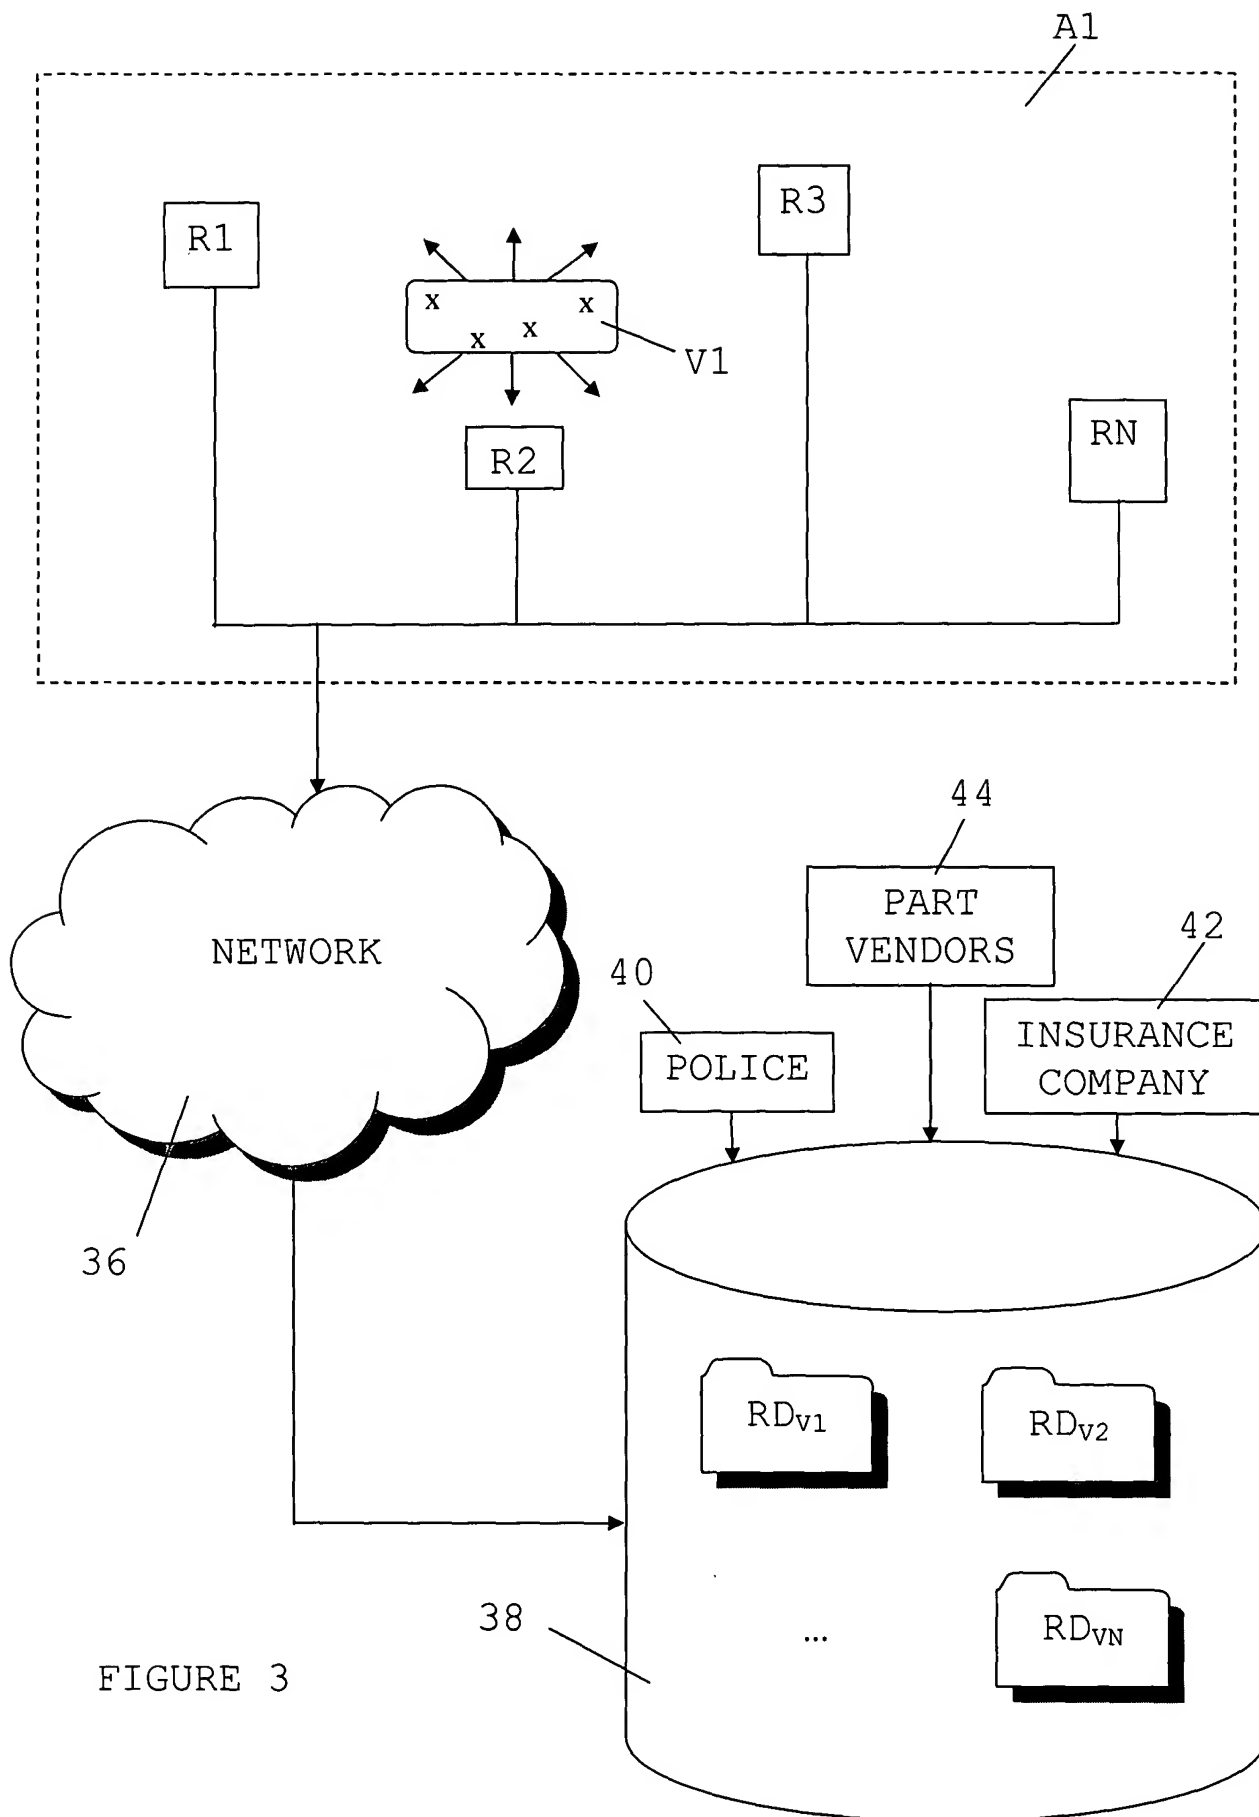 A1
R1
R3
x
x
x
x
V1
R2
RN
NETWORK
36
44
PART
VENDORS
42
40
INSURANCE
COMPANY
POLICE
RDV1
RDV2
38
...
RDVN
FIGURE 3